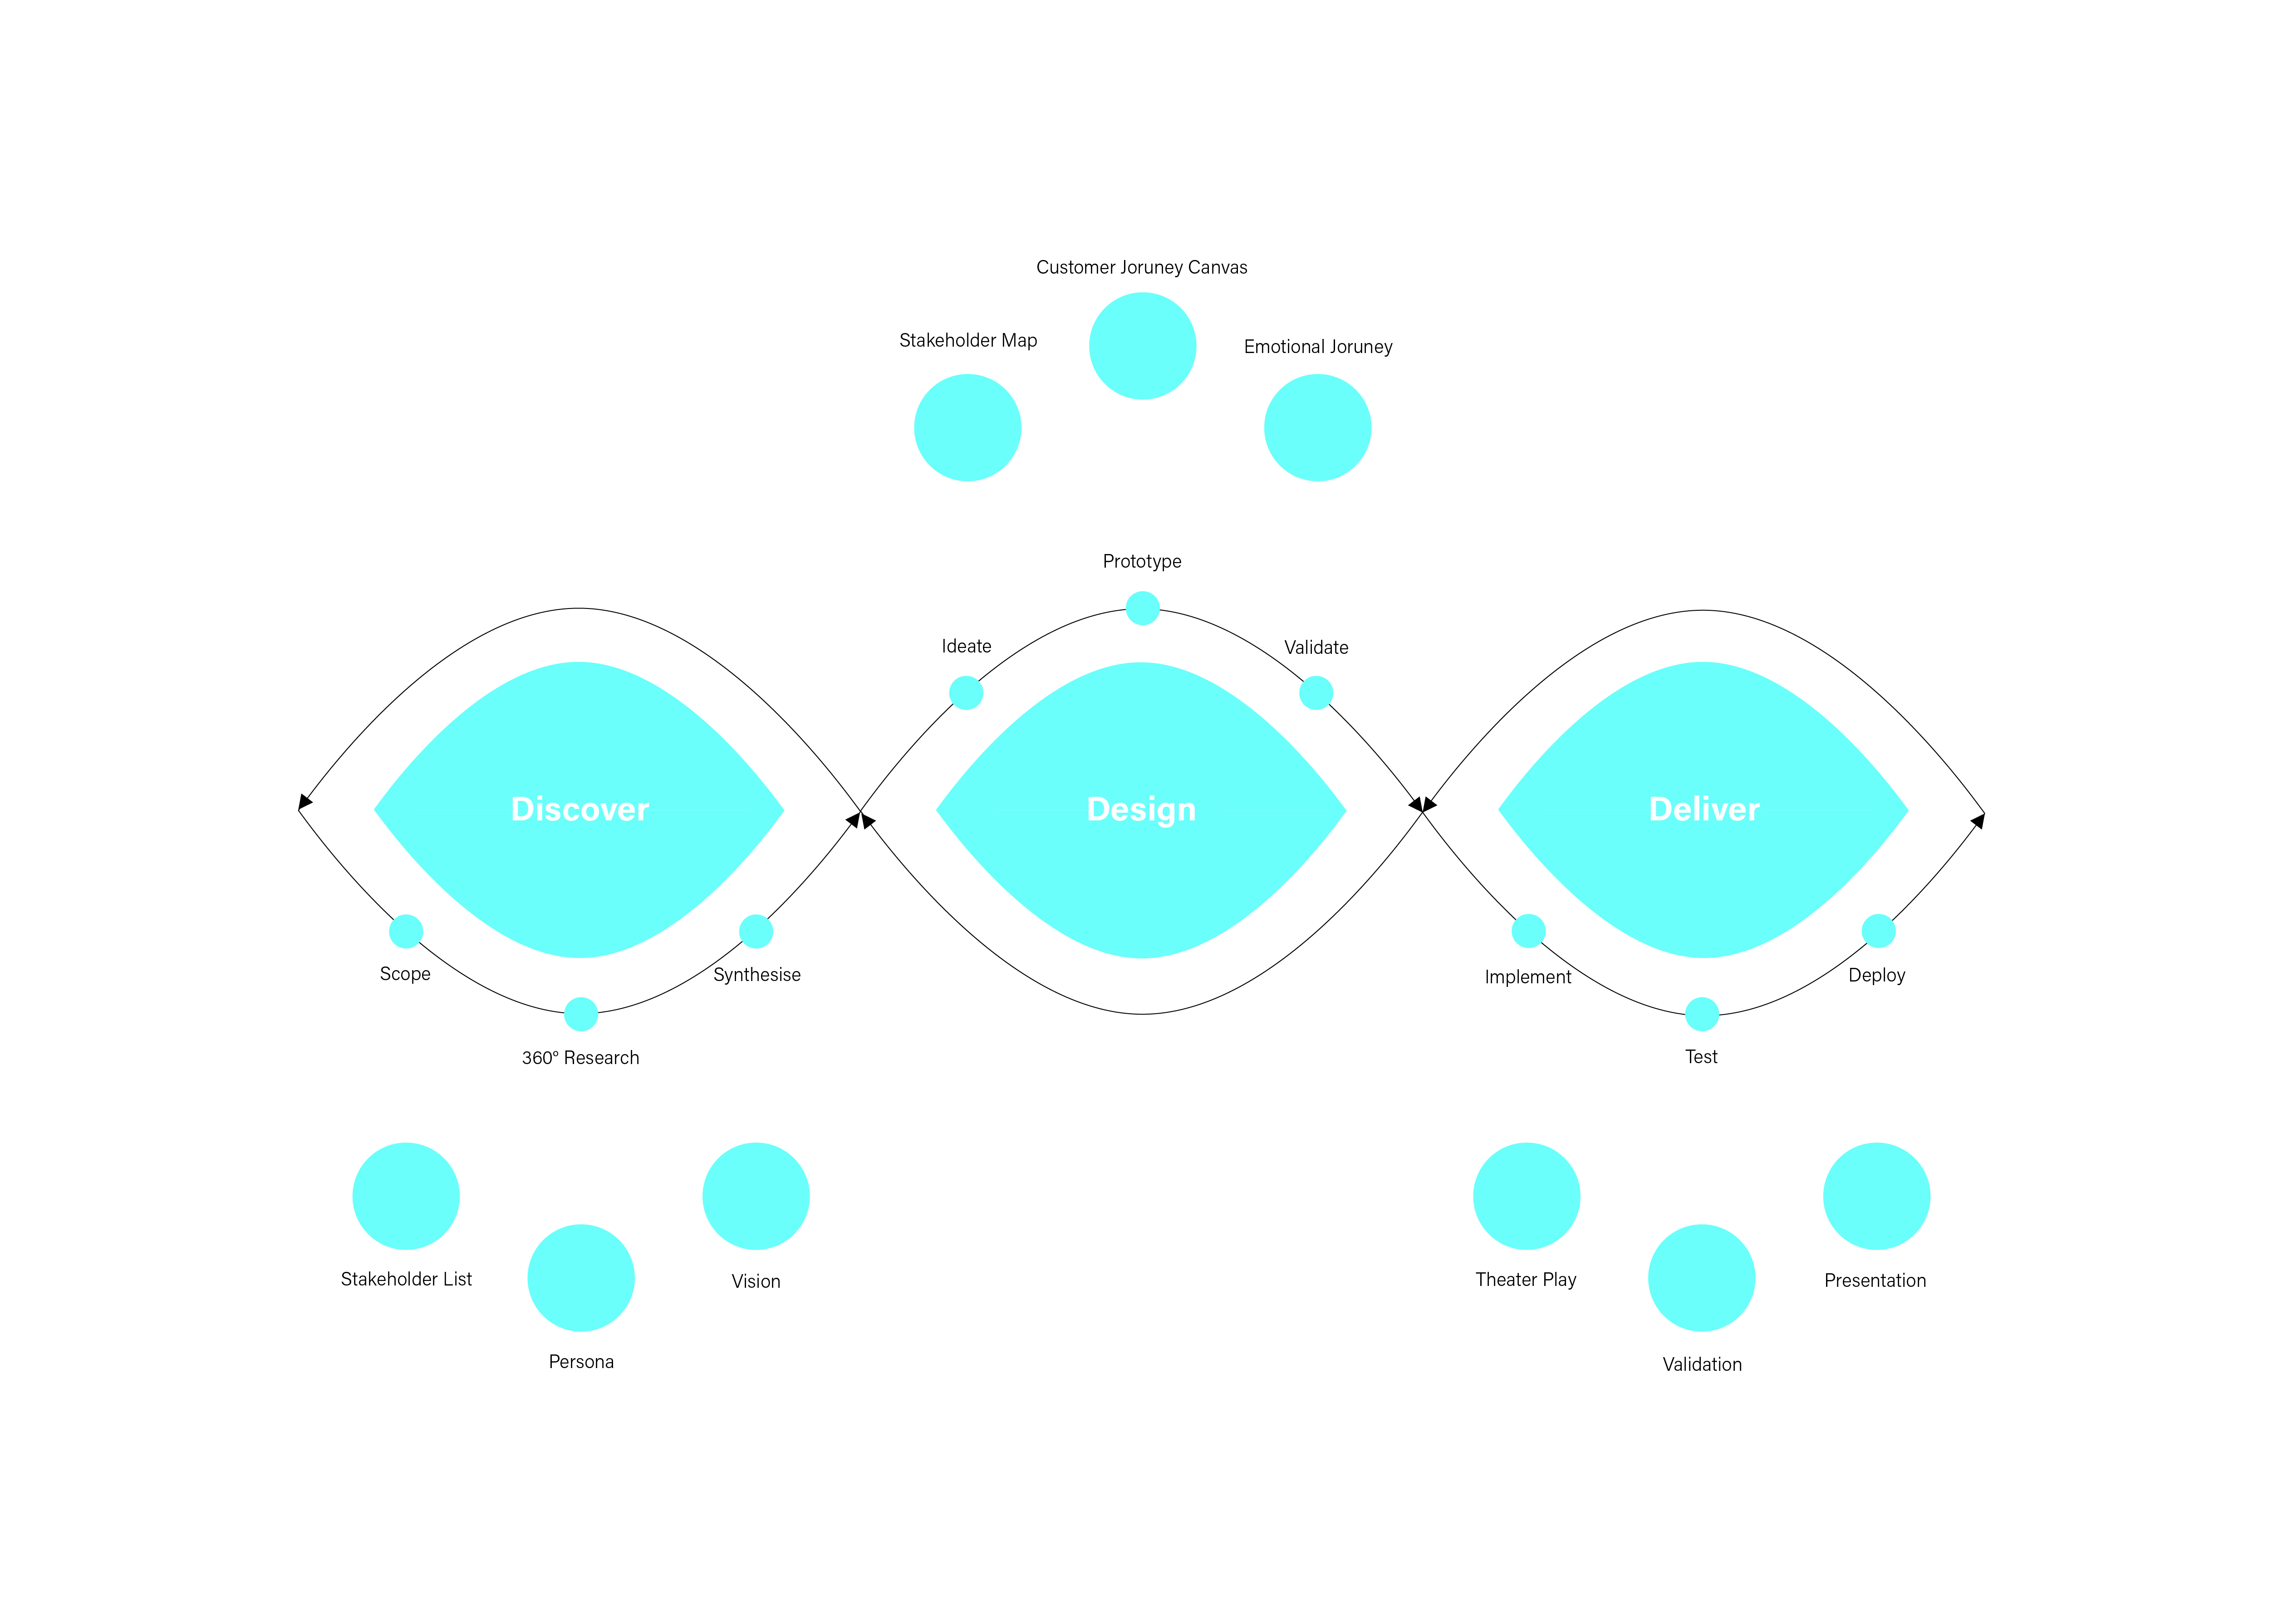 Customer Joruney Canvas
Stakeholder Map
Emotional Joruney
Prototype
Ideate
Validate
Discover
Design
Deliver
Scope
Synthesise
360° Research
Implement
Deploy
Test
Stakeholder List
Vision
Persona
Theater Play
Presentation
Validation